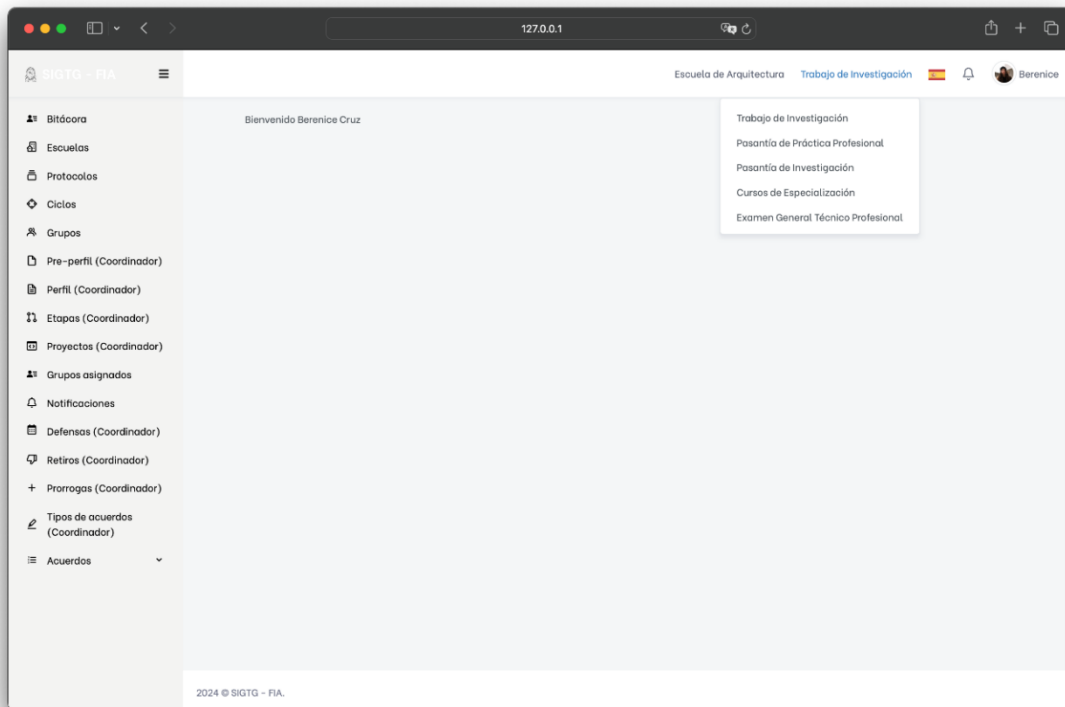 127.0.0.1
SIGTG - FIA
Escuela de Arquitectura
Trabajo de Investigación
Berenice
Bitácora
Escuelas
Protocolos
Ciclos
Grupos
Pre-perfil (Coordinador)
Perfil (Coordinador)
Etapas (Coordinador)
Proyectos (Coordinador)
Grupos asignados
Notificaciones
Defensas (Coordinador)
Retiros (Coordinador)
Prorrogas (Coordinador)
Tipos de acuerdos
(Coordinador)
Acuerdos
Bienvenido Berenice Cruz
Trabajo de Investigación
Pasantía de Práctica Profesional
Pasantía de Investigación
Cursos de Especialización
Examen General Técnico Profesional
2024 © SIGTG - FIA.